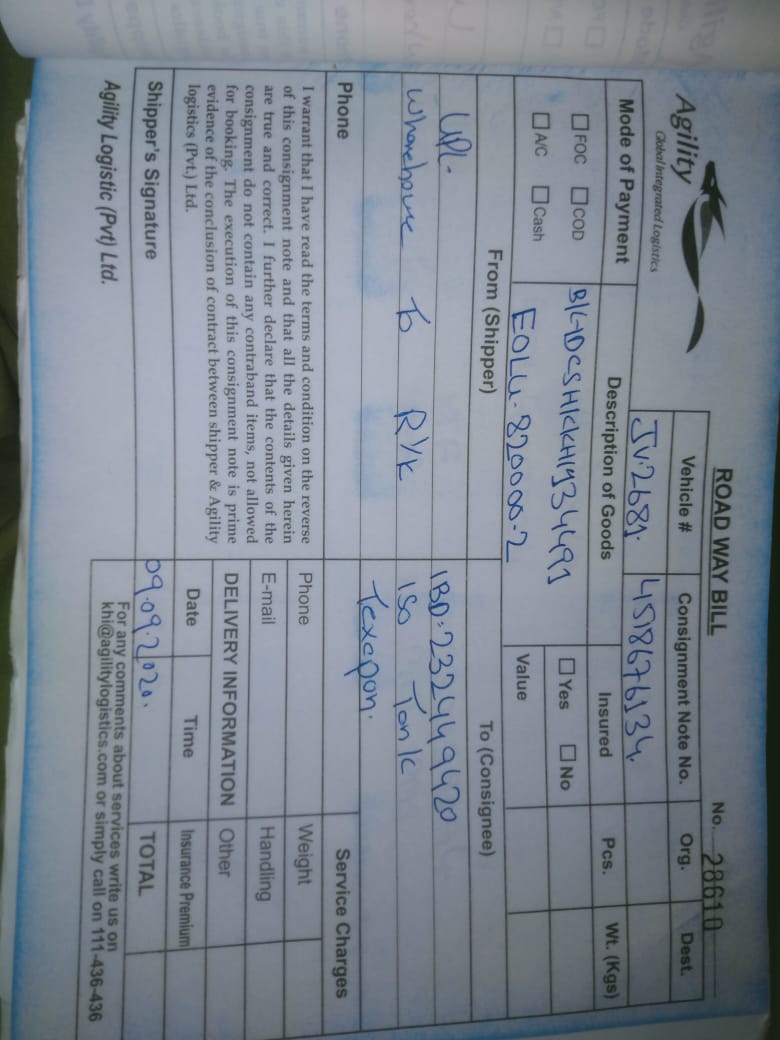 Agility
Global Integrated Logistics
ROAD WAY BILL
No. 28610
Vehicle #
Consignment Note No.
Org.
Dest.
JV-2681.
4518676134.
Mode of Payment
Description of Goods
Insured
Pcs.
Wt. (Kgs)
FOC
COD
Yes
No
A/C
Cash
EOLU-820000-2
Value
From (Shipper)
To (Consignee)
UPL.
IBD:232449420
Wharehouse To R/K
ISO Tank
Texapon.
Phone
Service Charges
I warrant that I have read the terms and condition on the reverse
of this consignment note and that all the details given herein
are true and correct. I further declare that the contents of the
consignment do not contain any contraband items, not allowed
for booking. The execution of this consignment note is prime
evidence of the conclusion of contract between shipper & Agility
logistics (Pvt.) Ltd.
Phone
Weight
E-mail
Handling
DELIVERY INFORMATION
Other
Date
Time
Insurance Premium
Shipper's Signature
09.09.2020.
TOTAL
Agility Logistic (Pvt) Ltd.
For any comments about services write us on
khi@agilitylogistics.com or simply call on 111-436-436